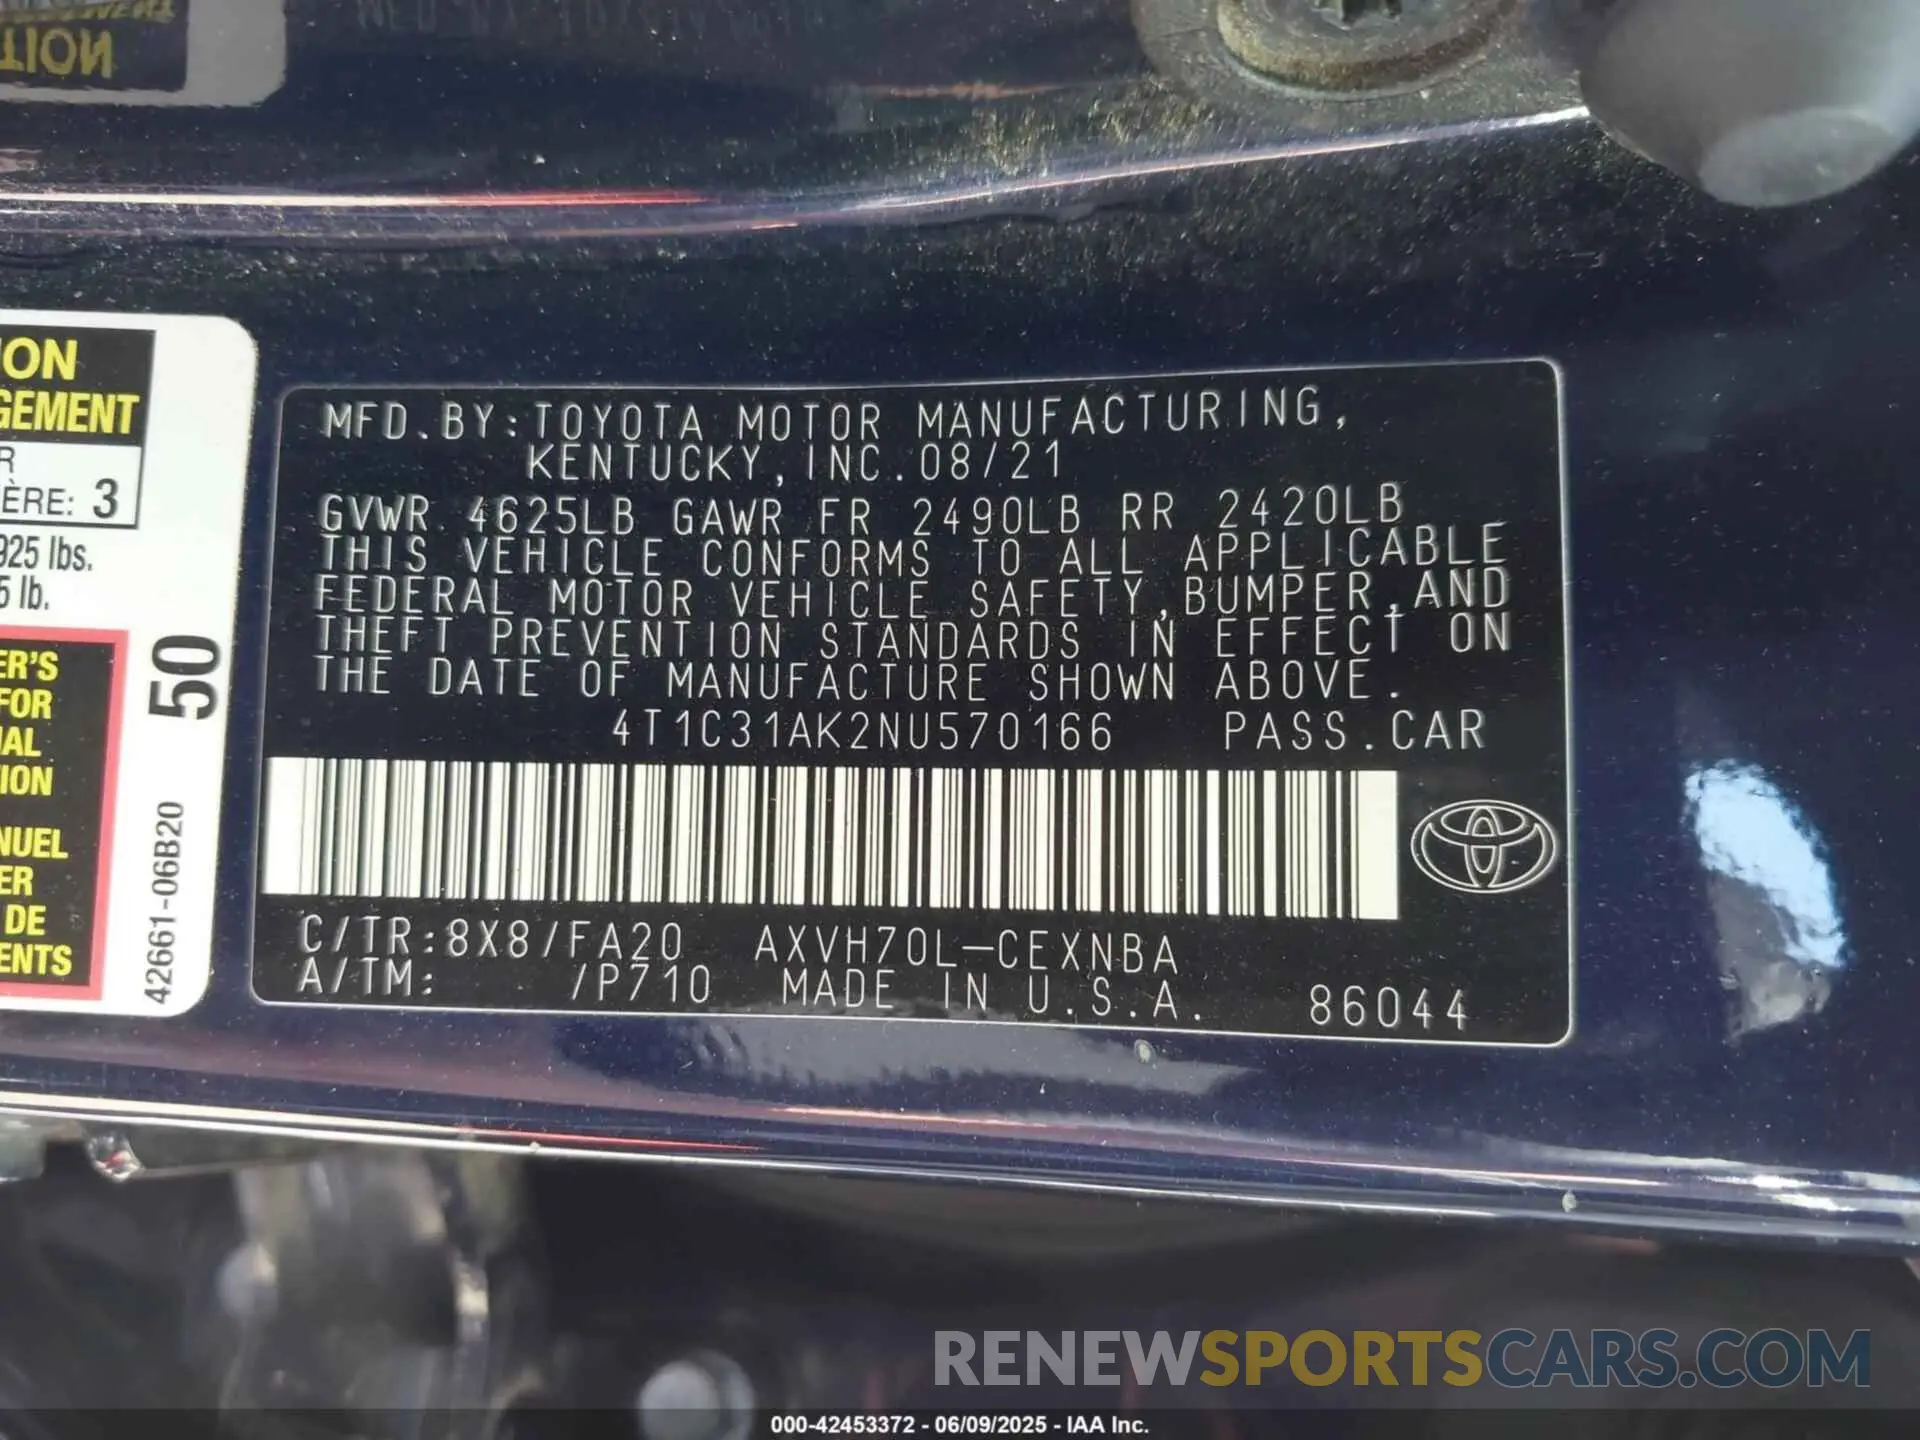 TION
ION
GEMENT
R
ÈRE: 3
925 lbs.
5 lb.
ER'S
FOR
IAL
ION
NUEL
ER
DE
ENTS
50
42661-06B20
MFD.BY:TOYOTA MOTOR MANUFACTURING,
KENTUCKY,INC.08/21
GVWR 4625LB GAWR FR 2490LB RR 2420LB
THIS VEHICLE CONFORMS TO ALL APPLICABLE
FEDERAL MOTOR VEHICLE SAFETY,BUMPER,AND
THEFT PREVENTION STANDARDS IN EFFECT ON
THE DATE OF MANUFACTURE SHOWN ABOVE.
4T1C31AK2NU570166 PASS.CAR
C/TR:8X8/FA20 AXVH70L-CEXNBA
A/TM: /P710 MADE IN U.S.A. 86044
RENEWSPORTSCARS.COM
000-42453372 - 06/09/2025 - IAA Inc.